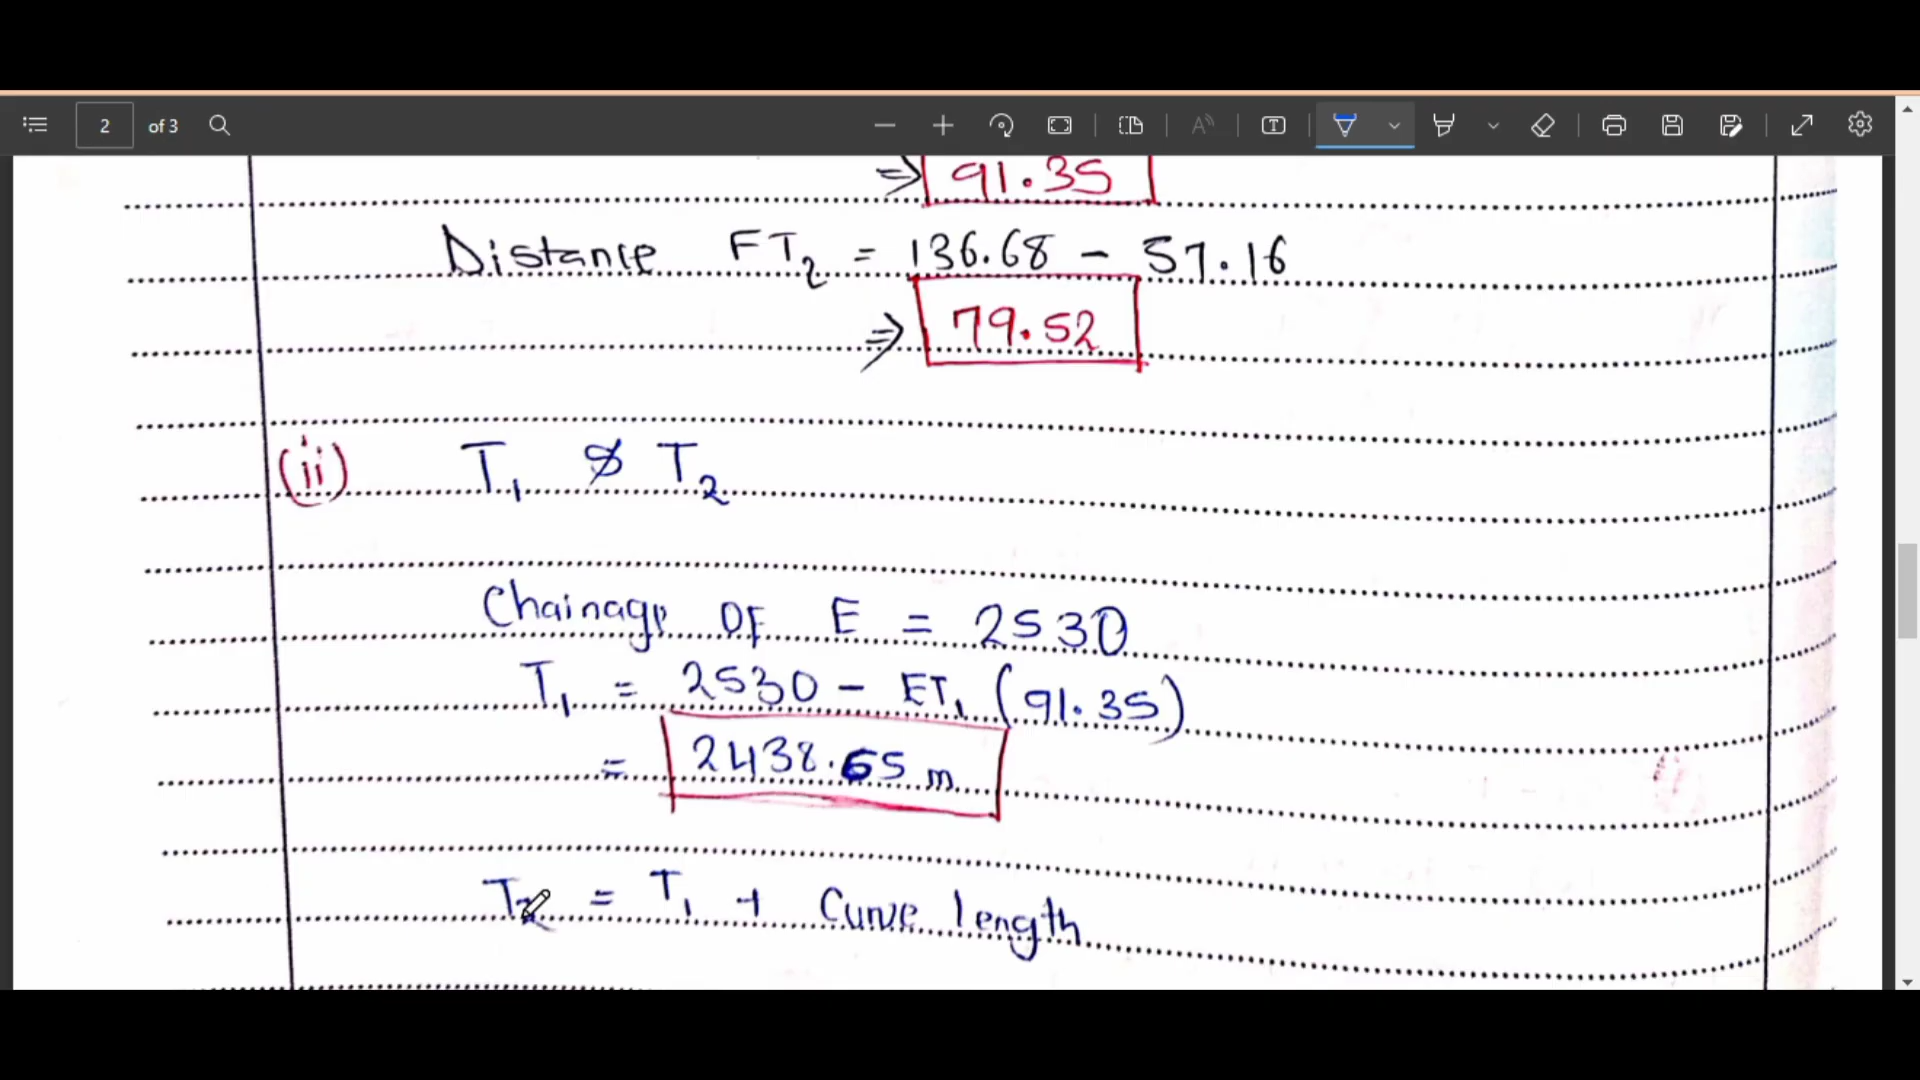 2 of 3
⇒ 91.35
Distance FT₂ = 136.68 - 57.16
⇒ 79.52
(ii) T₁ & T₂
Chainage OF E = 2530
T₁ = 2530 - ET₁ (91.35)
= 2438.65 m
T₂ = T₁ + Curve length